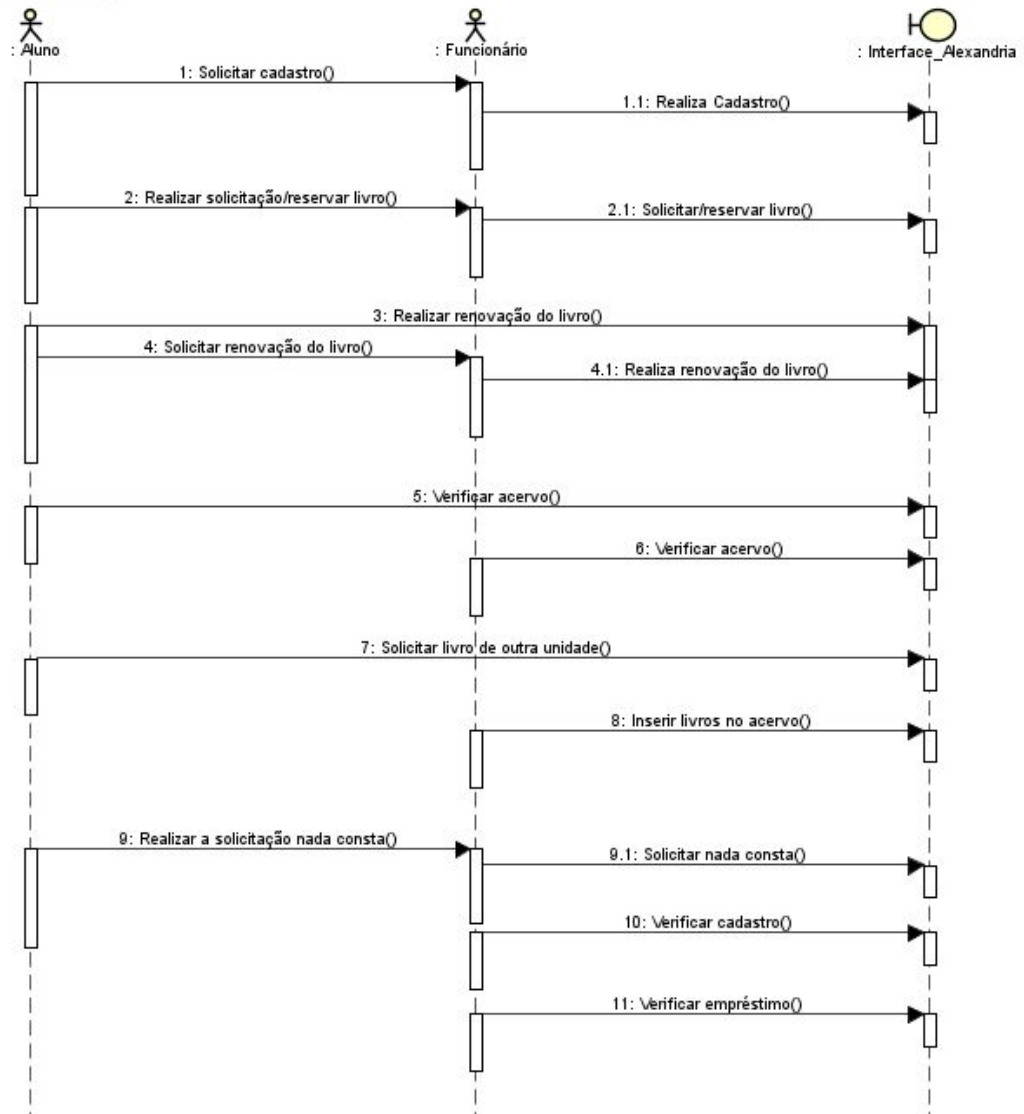 : Aluno
: Funcionário
: Interface_Alexandria
1: Solicitar cadastro()
1.1: Realiza Cadastro()
2: Realizar solicitação/reservar livro()
2.1: Solicitar/reservar livro()
3: Realizar renovação do livro()
4: Solicitar renovação do livro()
4.1: Realiza renovação do livro()
5: Verificar acervo()
6: Verificar acervo()
7: Solicitar livro de outra unidade()
8: Inserir livros no acervo()
9: Realizar a solicitação nada consta()
9.1: Solicitar nada consta()
10: Verificar cadastro()
11: Verificar empréstimo()